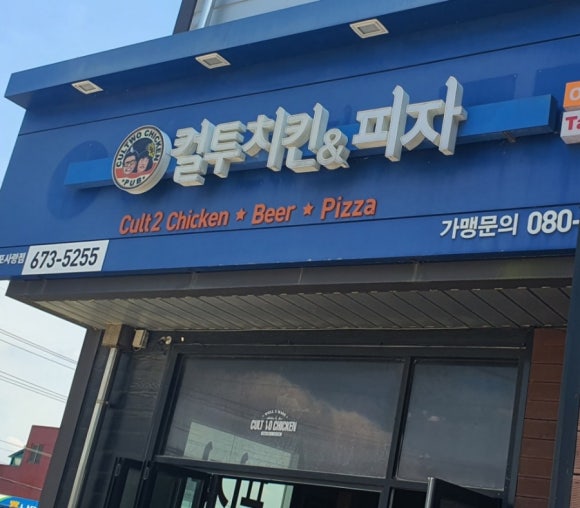 CULTWO CHICKEN
PUB
컬투치킨&피자
Cult2 Chicken ★ Beer ★ Pizza
673-5255
가맹문의 080-
CULT
CHICKEN
Ta